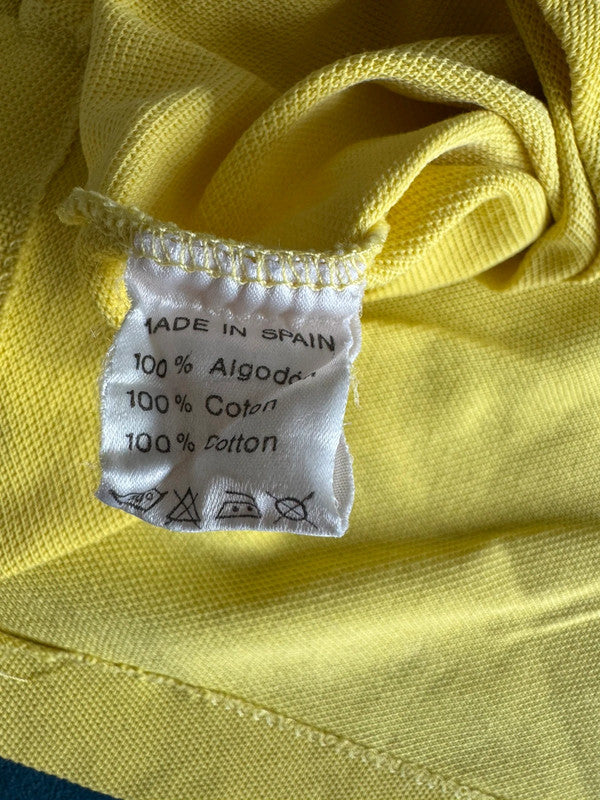 MADE IN SPAIN
100% Algodó
100% Coton
100% Cotton